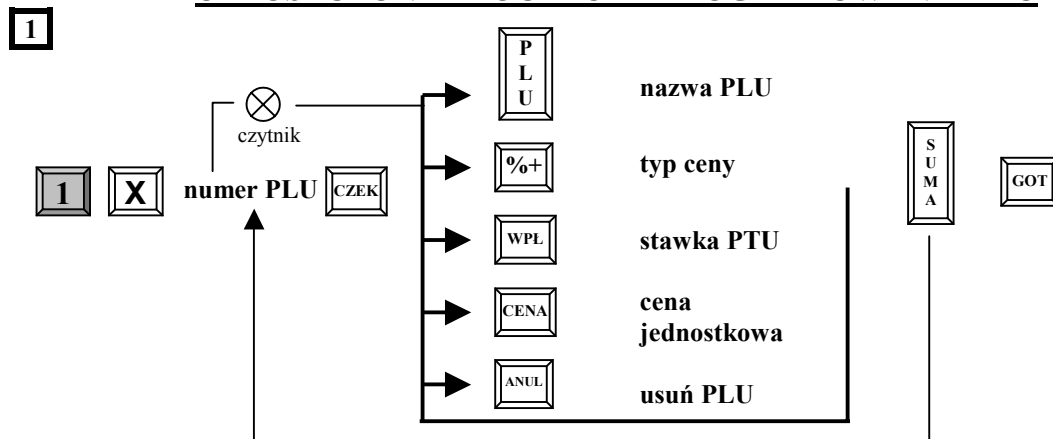 1
P
L
U
nazwa PLU
czytnik
%+
typ ceny
1
X
numer PLU
CZEK
S
U
M
A
GOT
WPŁ
stawka PTU
CENA
cena
jednostkowa
ANUL
usuń PLU